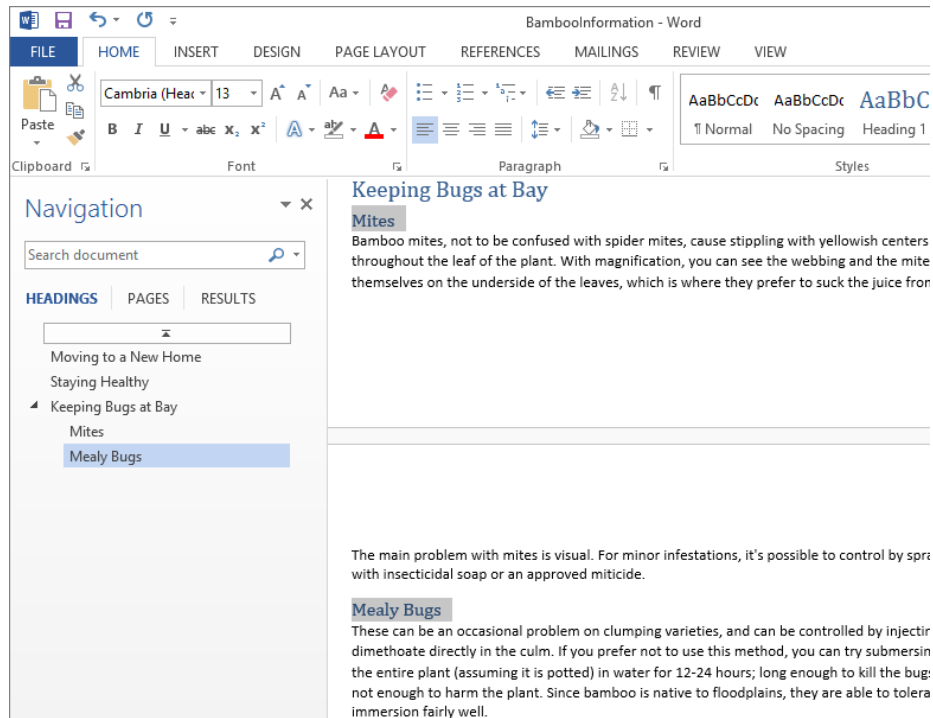 BambooInformation - Word
FILE HOME INSERT DESIGN PAGE LAYOUT REFERENCES MAILINGS REVIEW VIEW
Cambria (Head 13 Aa
Paste B I U abc X₂ X² A aby A
AaBbCcDc AaBbCcDc AaBbC
¶ Normal No Spacing Heading 1
Clipboard Font Paragraph Styles
Navigation
Search document
HEADINGS PAGES RESULTS
Moving to a New Home
Staying Healthy
Keeping Bugs at Bay
Mites
Mealy Bugs
Keeping Bugs at Bay
Mites
Bamboo mites, not to be confused with spider mites, cause stippling with yellowish centers
throughout the leaf of the plant. With magnification, you can see the webbing and the mite
themselves on the underside of the leaves, which is where they prefer to suck the juice from
The main problem with mites is visual. For minor infestations, it's possible to control by spra
with insecticidal soap or an approved miticide.
Mealy Bugs
These can be an occasional problem on clumping varieties, and can be controlled by injectin
dimethoate directly in the culm. If you prefer not to use this method, you can try submersin
the entire plant (assuming it is potted) in water for 12-24 hours; long enough to kill the bugs
not enough to harm the plant. Since bamboo is native to floodplains, they are able to tolera
immersion fairly well.